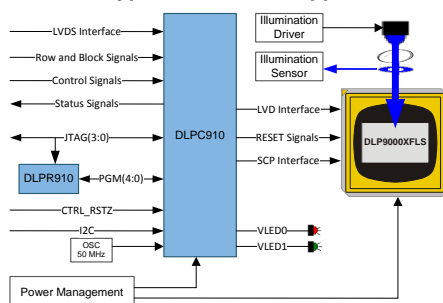 Illumination
Driver
LVDS Interface
Row and Block Signals
Illumination
Sensor
Control Signals
Status Signals
LVD Interface
DLPC910
JTAG(3:0)
RESET Signals
DLP9000XFLS
SCP Interface
DLPR910
PGM(4:0)
CTRL_RSTZ
I2C
VLED0
OSC
50 MHz
VLED1
Power Management